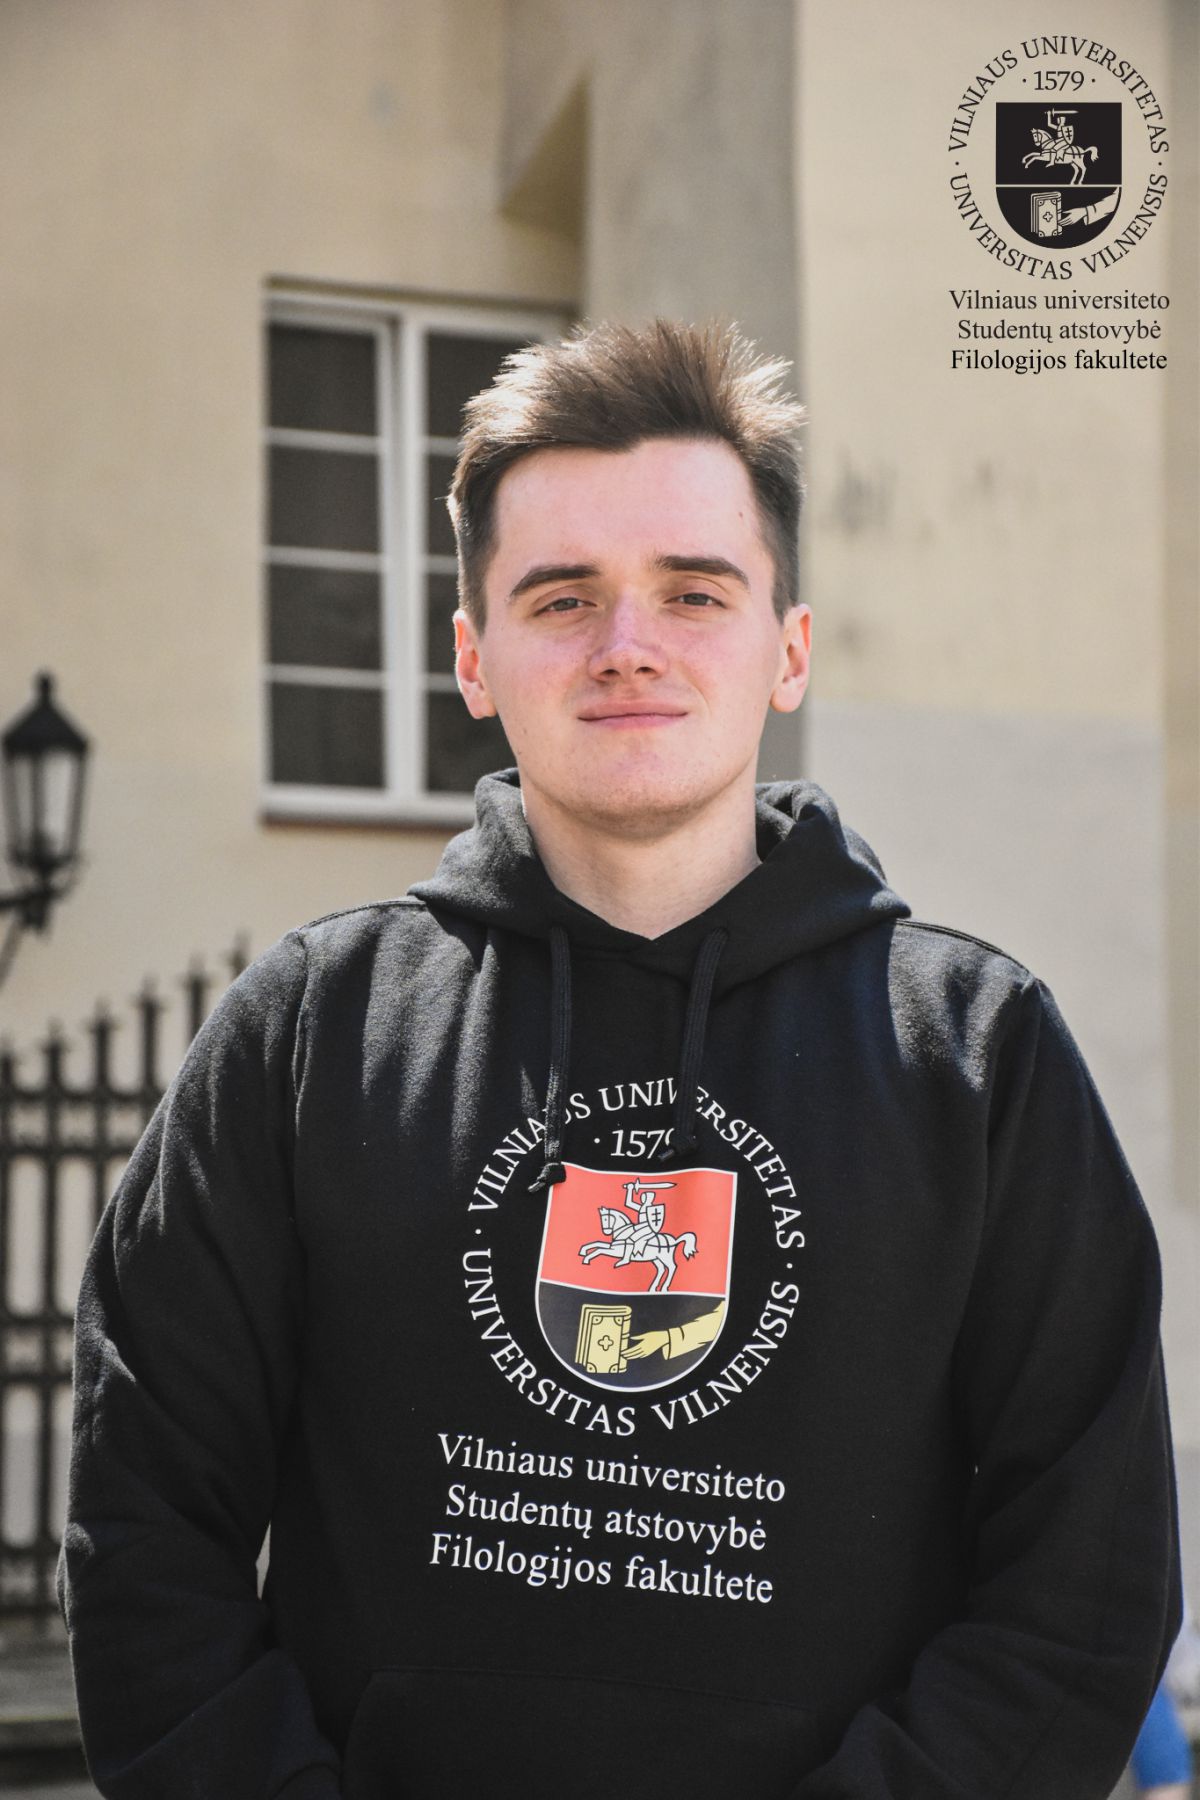 VILNIAUS UNIVERSITETAS
· 1579 ·
UNIVERSITAS VILNENSIS
Vilniaus universiteto
Studentų atstovybė
Filologijos fakultete
VILNIAUS UNIVERSITETAS
· 1579
UNIVERSITAS VILNENSIS
Vilniaus universiteto
Studentų atstovybė
Filologijos fakultete